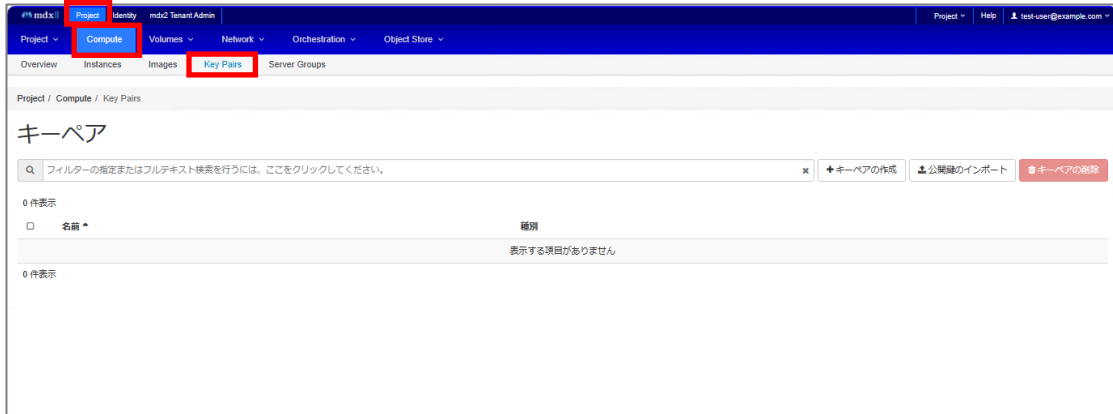 mdx II Project Identity mdx2 Tenant Admin Project Help test-user@example.com
Project Compute Volumes Network Orchestration Object Store
Overview Instances Images Key Pairs Server Groups
Project / Compute / Key Pairs
キーペア
フィルターの指定またはフルテキスト検索を行うには、ここをクリックしてください。 × +キーペアの作成 公開鍵のインポート キーペアの削除
0 件表示
名前 種別
表示する項目がありません
0 件表示